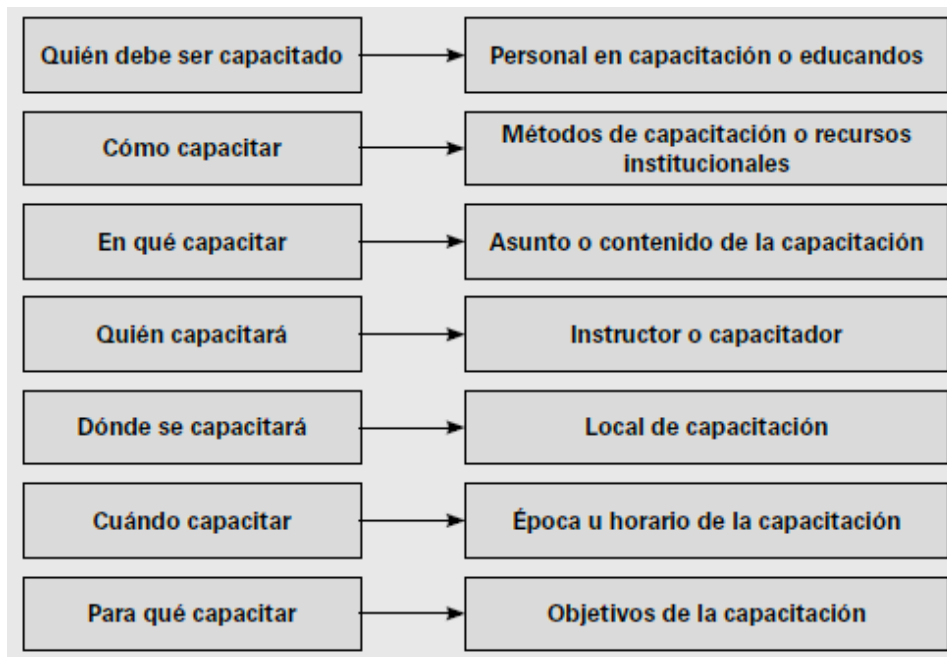 Quién debe ser capacitado
Personal en capacitación o educandos
Cómo capacitar
Métodos de capacitación o recursos
institucionales
En qué capacitar
Asunto o contenido de la capacitación
Quién capacitará
Instructor o capacitador
Dónde se capacitará
Local de capacitación
Cuándo capacitar
Época u horario de la capacitación
Para qué capacitar
Objetivos de la capacitación